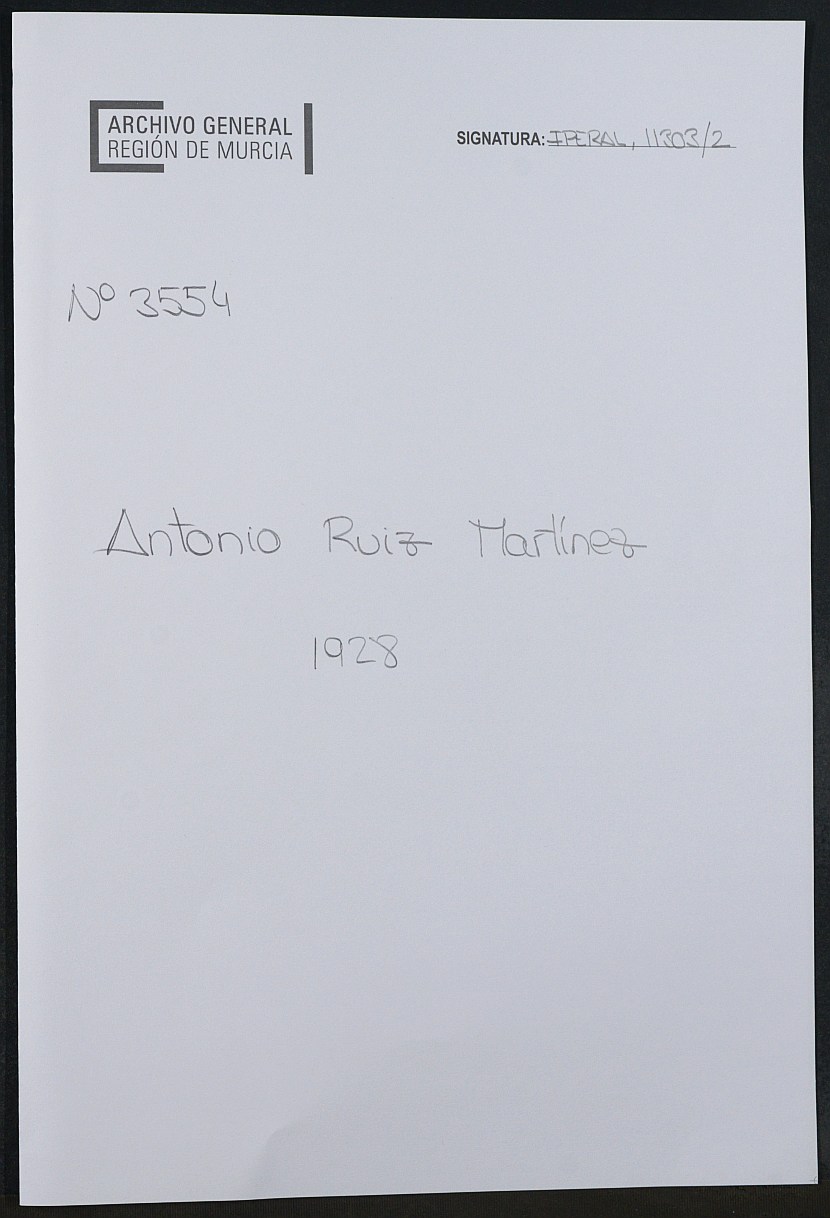 ARCHIVO GENERAL
REGIÓN DE MURCIA
SIGNATURA: IPERAL, 11303/2
Nº 3554
Antonio Ruiz Martínez
1928